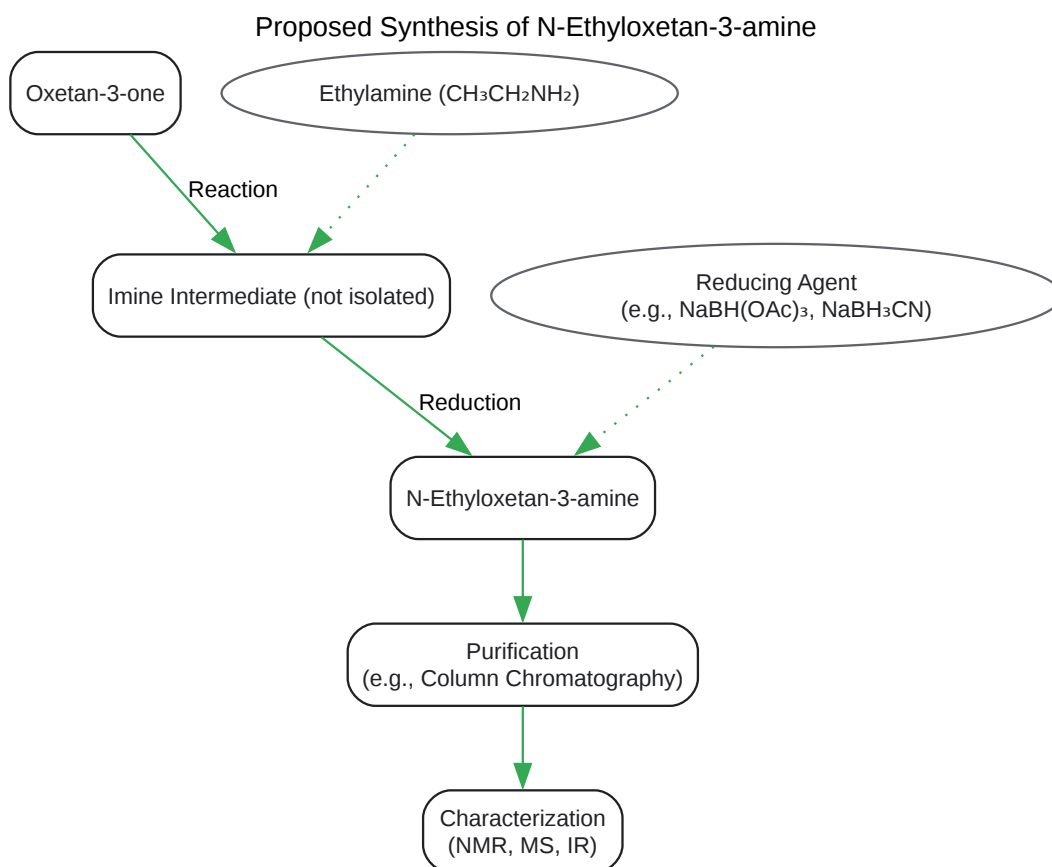 Proposed Synthesis of N-Ethyloxetan-3-amine
Oxetan-3-one
Ethylamine (CH₃CH₂NH₂)
Reaction
Imine Intermediate (not isolated)
Reducing Agent
(e.g., NaBH(OAc)₃, NaBH₃CN)
Reduction
N-Ethyloxetan-3-amine
Purification
(e.g., Column Chromatography)
Characterization
(NMR, MS, IR)